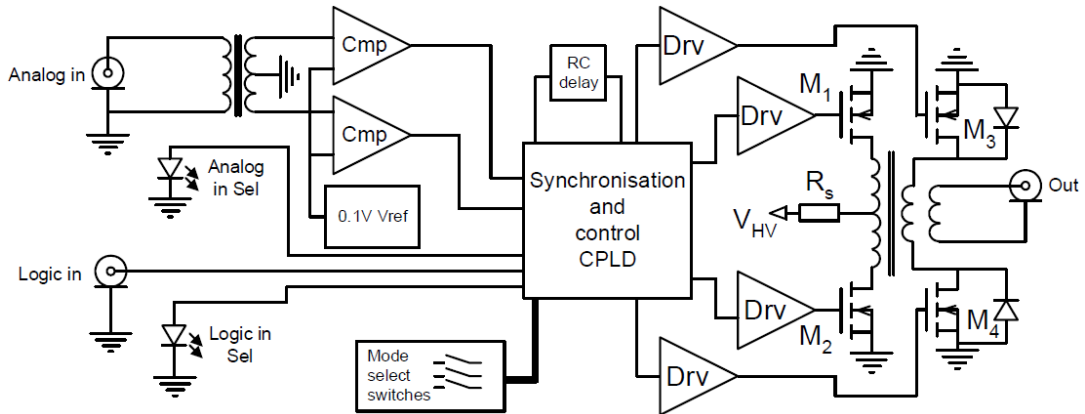 Analog in
Cmp
Cmp
Analog
in Sel
0.1V Vref
Logic in
Logic in
Sel
Mode
select
switches
RC
delay
Synchronisation
and
control
CPLD
Drv
Drv
Drv
Drv
M1
M3
Rs
VHV
Out
M2
M4